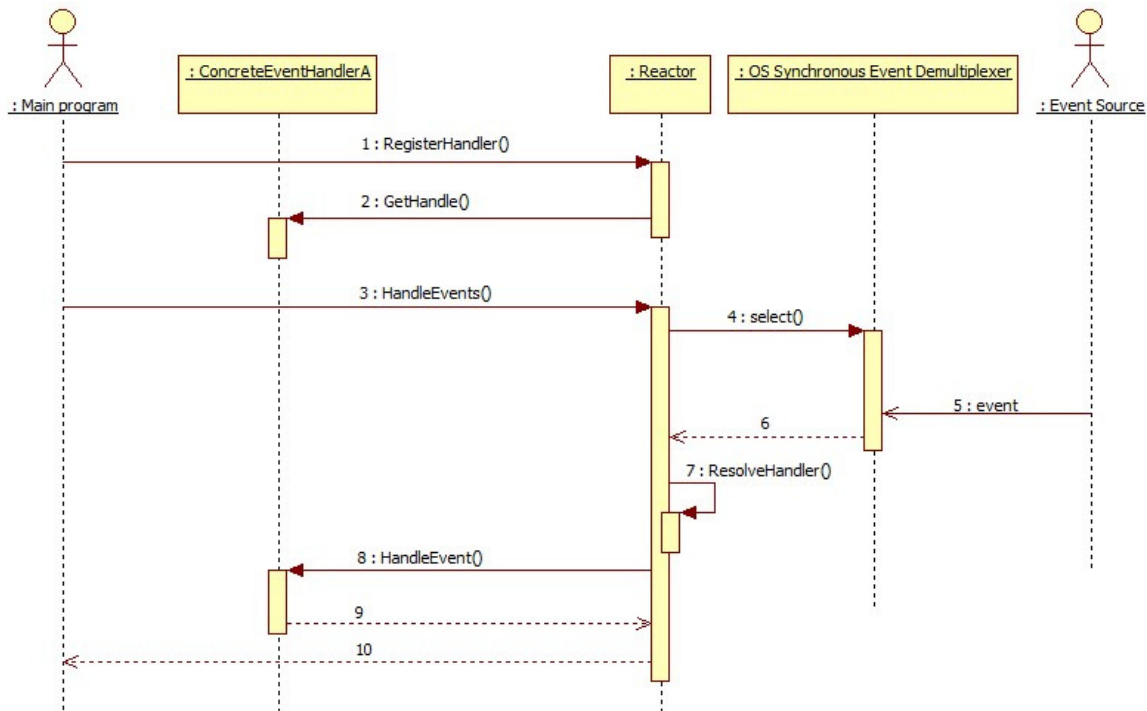 : ConcreteEventHandlerA
: Reactor
: OS Synchronous Event Demultiplexer
: Main program
: Event Source
1 : RegisterHandler()
2 : GetHandle()
3 : HandleEvents()
4 : select()
5 : event
6
7 : ResolveHandler()
8 : HandleEvent()
9
10